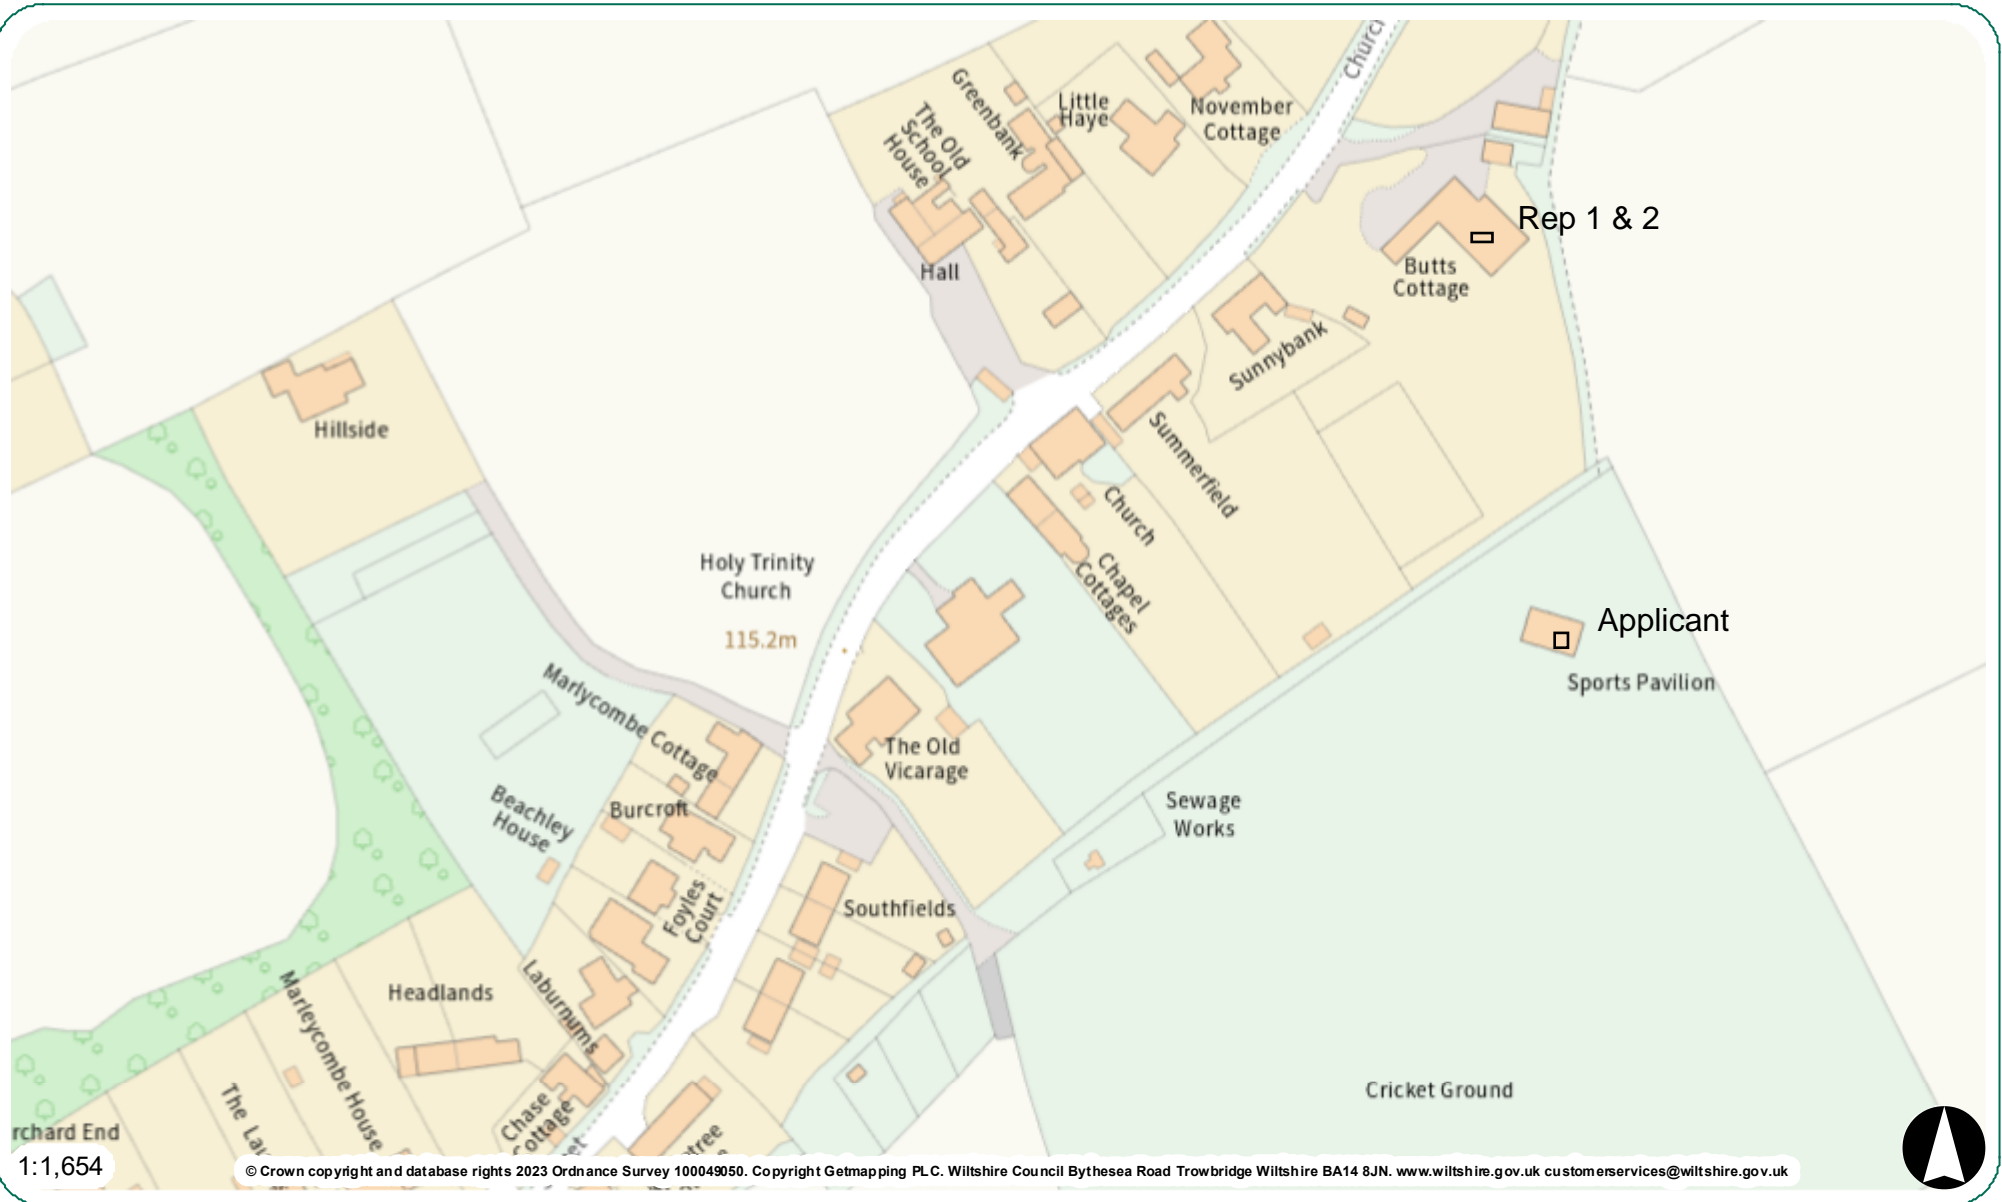 Church
Greenbank
The Old
School
House
Little
Haye
November
Cottage
Rep 1 & 2
Hall
Butts
Cottage
Sunnybank
Hillside
Summerfield
Church
Holy Trinity
Church
Chapel
Cottages
115.2m
Applicant
Sports Pavilion
Marlycombe Cottage
The Old
Vicarage
Beachley
House
Burcroft
Sewage
Works
Foyles
Court
Southfields
Laburnums
Headlands
Marleycombe House
The Lau
Chase
Cottage
Cricket Ground
rchard End
eet
tree
1:1,654
© Crown copyright and database rights 2023 Ordnance Survey 100049050. Copyright Getmapping PLC. Wiltshire Council Bythesea Road Trowbridge Wiltshire BA14 8JN. www.wiltshire.gov.uk customerservices@wiltshire.gov.uk